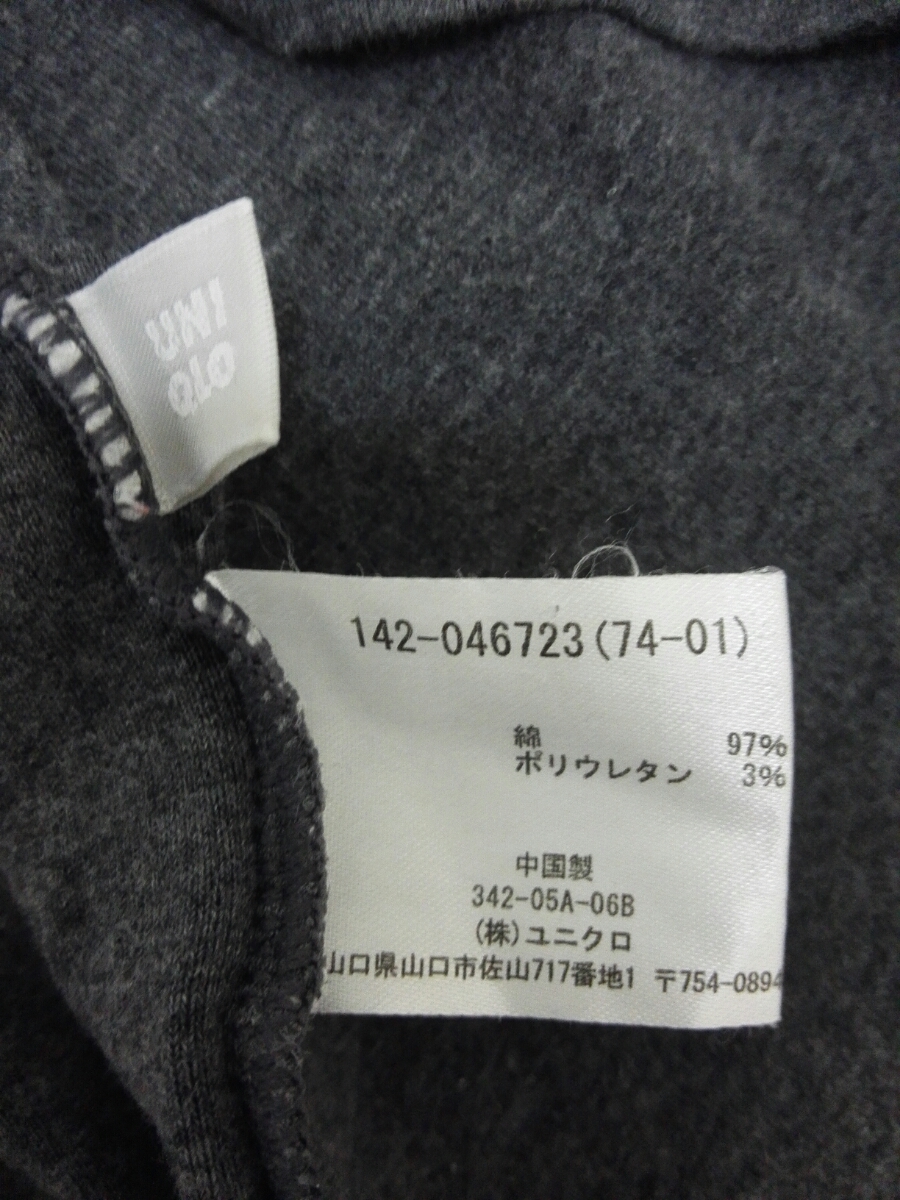 UNI
QLO
142-046723(74-01)
綿 97%
ポリウレタン 3%
中国製
342-05A-06B
(株)ユニクロ
山口県山口市佐山717番地1 〒754-0894